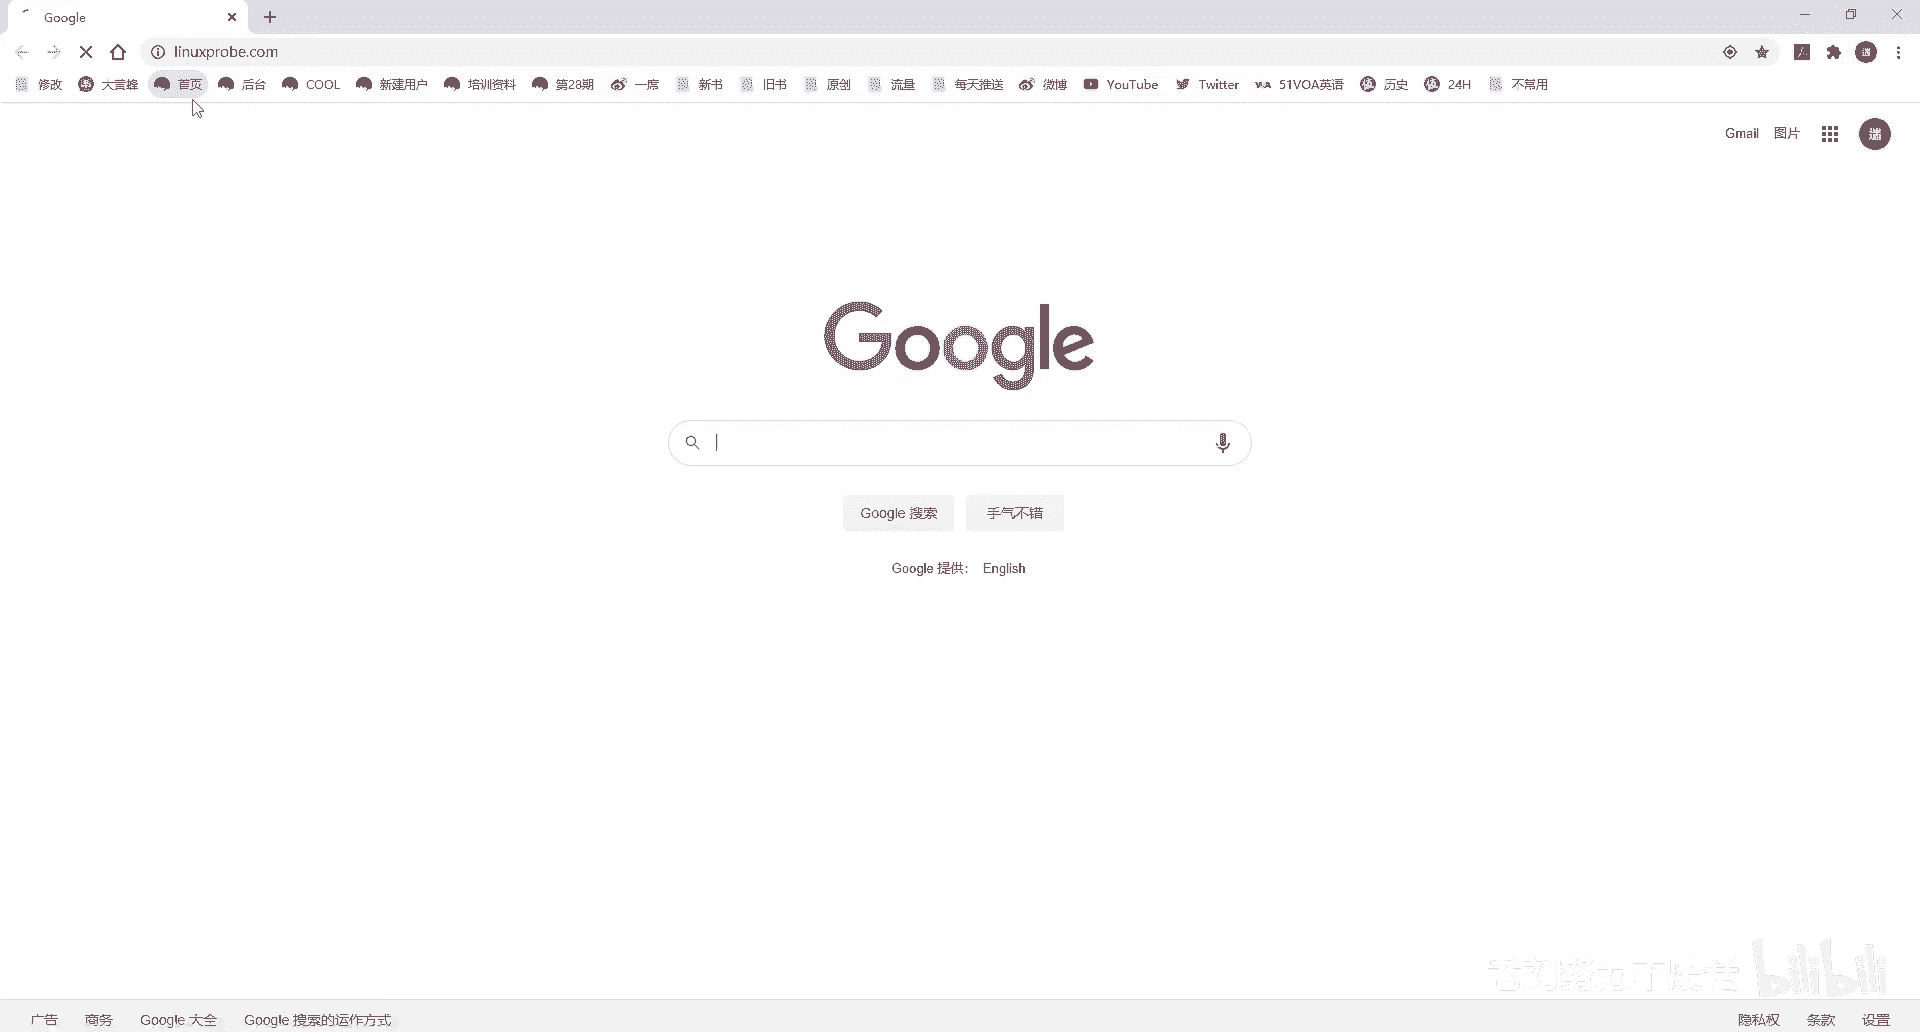 Google
linuxprobe.com
修改 大黄蜂 首页 后台 COOL 新建用户 培训资料 第28期 一席 新书 旧书 原创 流量 每天推送 微博 YouTube Twitter VOA 51VOA英语 历史 24H 不常用
Gmail 图片
Google
Google 搜索 手气不错
Google 提供： English
bilibili
广告 商务 Google 大全 Google 搜索的运作方式 隐私权 条款 设置